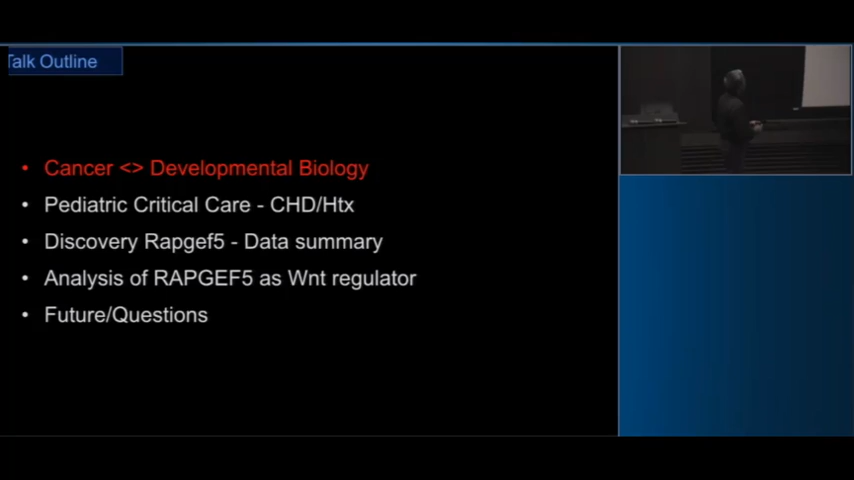 Talk Outline
• Cancer <> Developmental Biology
• Pediatric Critical Care - CHD/Htx
• Discovery Rapgef5 - Data summary
• Analysis of RAPGEF5 as Wnt regulator
• Future/Questions